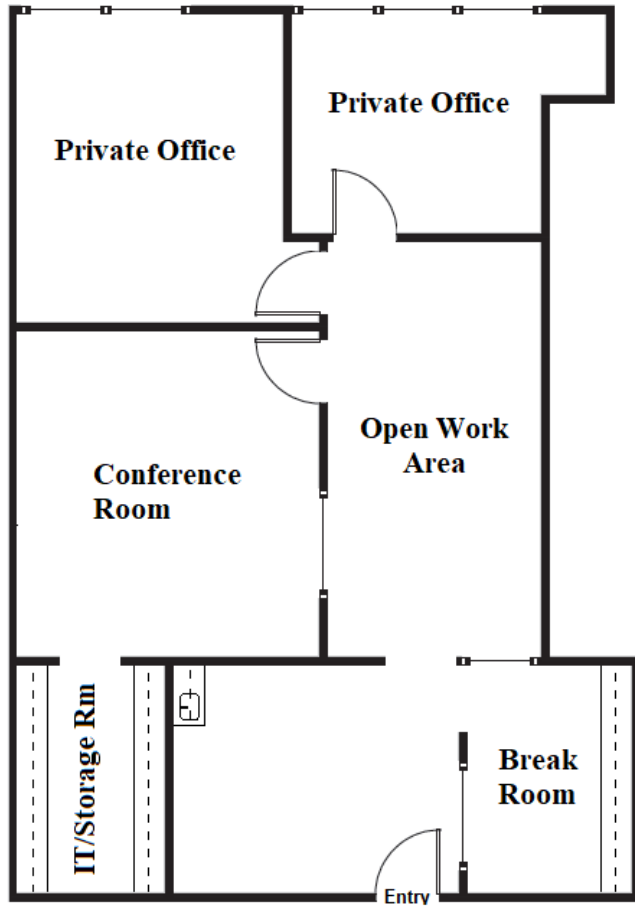 Private Office
Private Office
Open Work
Area
Conference
Room
IT/Storage Rm
Break
Room
Entry